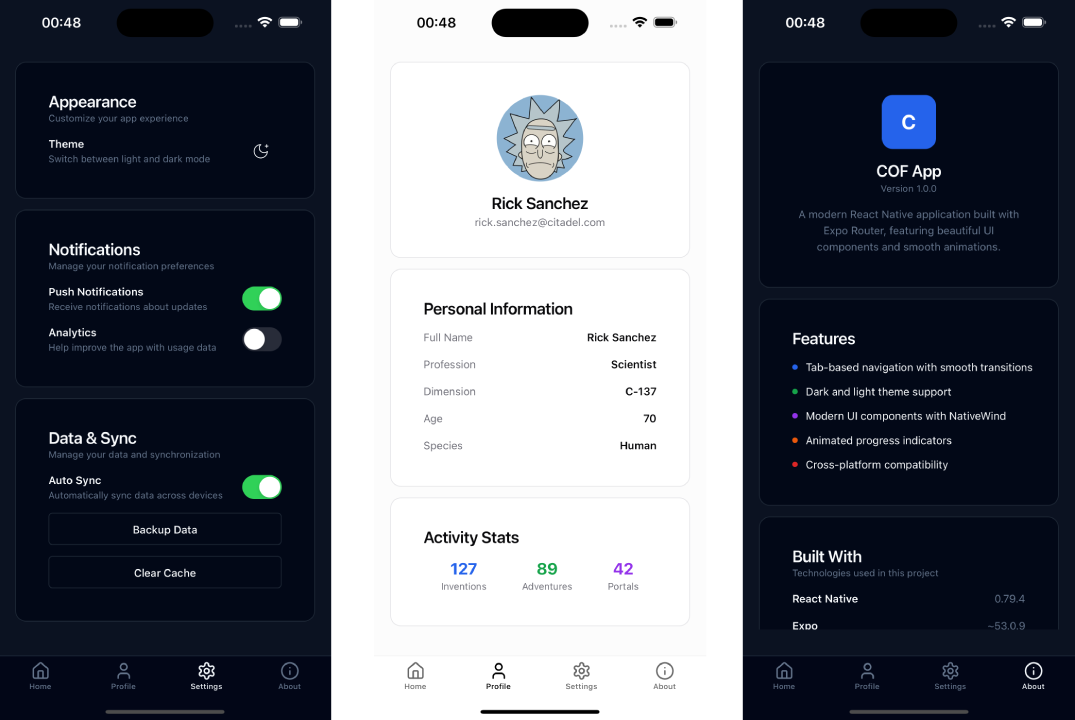 00:48
Appearance
Customize your app experience
Theme
Switch between light and dark mode
Notifications
Manage your notification preferences
Push Notifications
Receive notifications about updates
Analytics
Help improve the app with usage data
Data & Sync
Manage your data and synchronization
Auto Sync
Automatically sync data across devices
Backup Data
Clear Cache
Home Profile Settings About
00:48
Rick Sanchez
rick.sanchez@citadel.com
Personal Information
Full Name Rick Sanchez
Profession Scientist
Dimension C-137
Age 70
Species Human
Activity Stats
127 89 42
Inventions Adventures Portals
Home Profile Settings About
00:48
C
COF App
Version 1.0.0
A modern React Native application built with
Expo Router, featuring beautiful UI
components and smooth animations.
Features
Tab-based navigation with smooth transitions
Dark and light theme support
Modern UI components with NativeWind
Animated progress indicators
Cross-platform compatibility
Built With
Technologies used in this project
React Native 0.79.4
Expo ~53.0.9
Home Profile Settings About